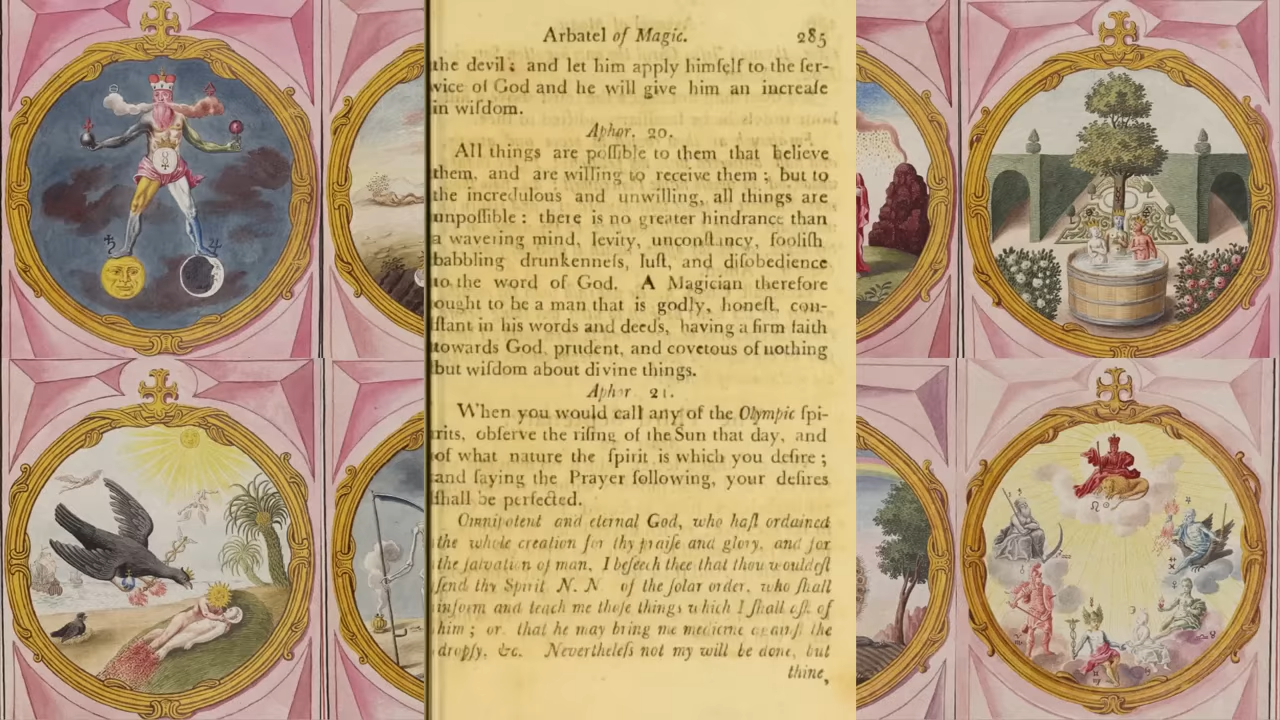 Arbatel of Magic. 285
the devil; and let him apply himſelf to the ſer-
vice of God and he will give him an increaſe
in wiſdom.
Aphor. 20.
All things are poſſible to them that believe
them, and are willing to receive them; but to
the incredulous and unwilling, all things are
unpoſſible: there is no greater hindrance than
a wavering mind, levity, unconſtancy, fooliſh
babbling drunkenneſs, luſt, and diſobedience
to the word of God. A Magician therefore
ought to be a man that is godly, honeſt, con-
ſtant in his words and deeds, having a firm faith
towards God, prudent, and covetous of nothing
but wiſdom about divine things.
Aphor. 21.
When you would call any of the Olympic ſpi-
rits, obſerve the riſing of the Sun that day, and
of what nature the ſpirit is which you deſire;
and ſaying the Prayer following, your deſires
ſhall be perfected.
Omnipotent and eternal God, who haſt ordained
the whole creation for thy praiſe and glory, and for
the ſalvation of man, I beſeech thee that thou wouldeſt
ſend thy Spirit N. N of the ſolar order, who ſhall
inform and teach me thoſe things which I ſhall aſk of
him; or, that he may bring me medicine againſt the
dropſy, &c. Nevertheleſs not my will be done, but
thine,